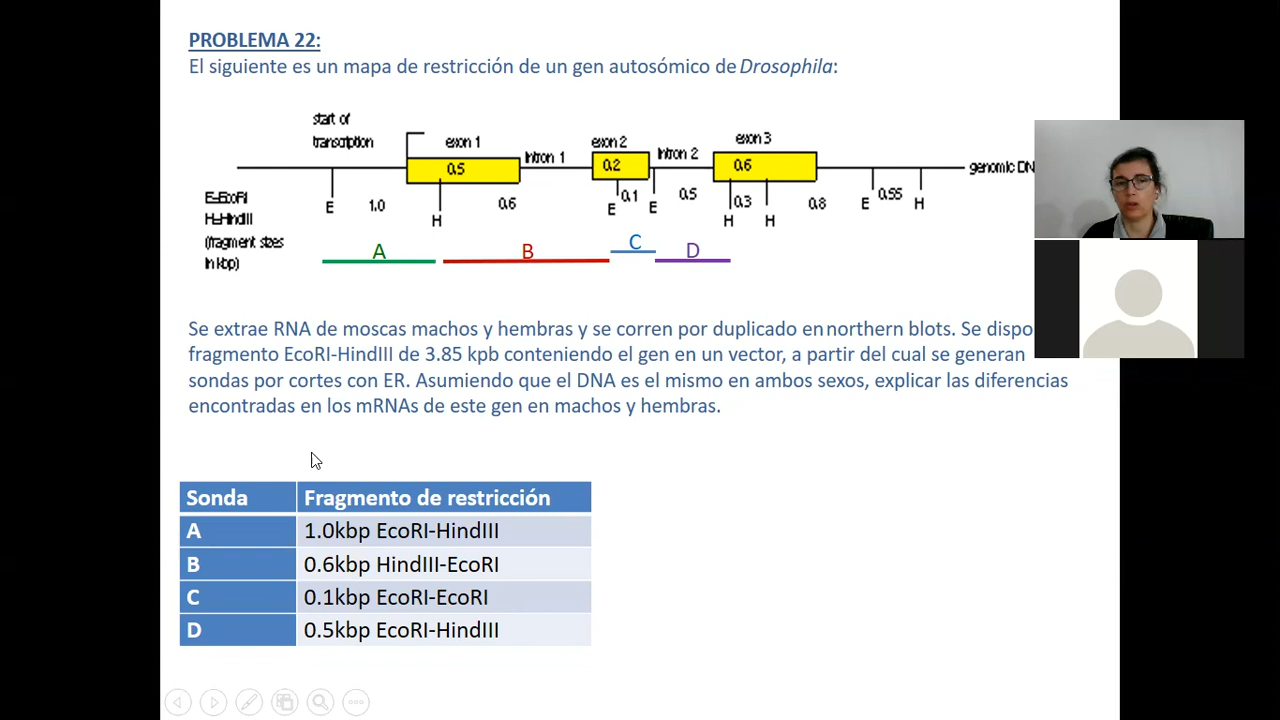 PROBLEMA 22:
El siguiente es un mapa de restricción de un gen autosómico de Drosophila:
start of
transcription
exon 1
exon 2
exon 3
Intron 1
Intron 2
0.5
0.2
0.6
genomic DN
E=EcoRI
H=HindIII
(fragment sizes
in kbp)
E 1.0 H 0.6 E 0.1 E 0.5 H 0.3 H 0.8 E 0.55 H
A B C D
Se extrae RNA de moscas machos y hembras y se corren por duplicado en northern blots. Se dispo
fragmento EcoRI-HindIII de 3.85 kpb conteniendo el gen en un vector, a partir del cual se generan
sondas por cortes con ER. Asumiendo que el DNA es el mismo en ambos sexos, explicar las diferencias
encontradas en los mRNAs de este gen en machos y hembras.
Sonda Fragmento de restricción
A 1.0kbp EcoRI-HindIII
B 0.6kbp HindIII-EcoRI
C 0.1kbp EcoRI-EcoRI
D 0.5kbp EcoRI-HindIII